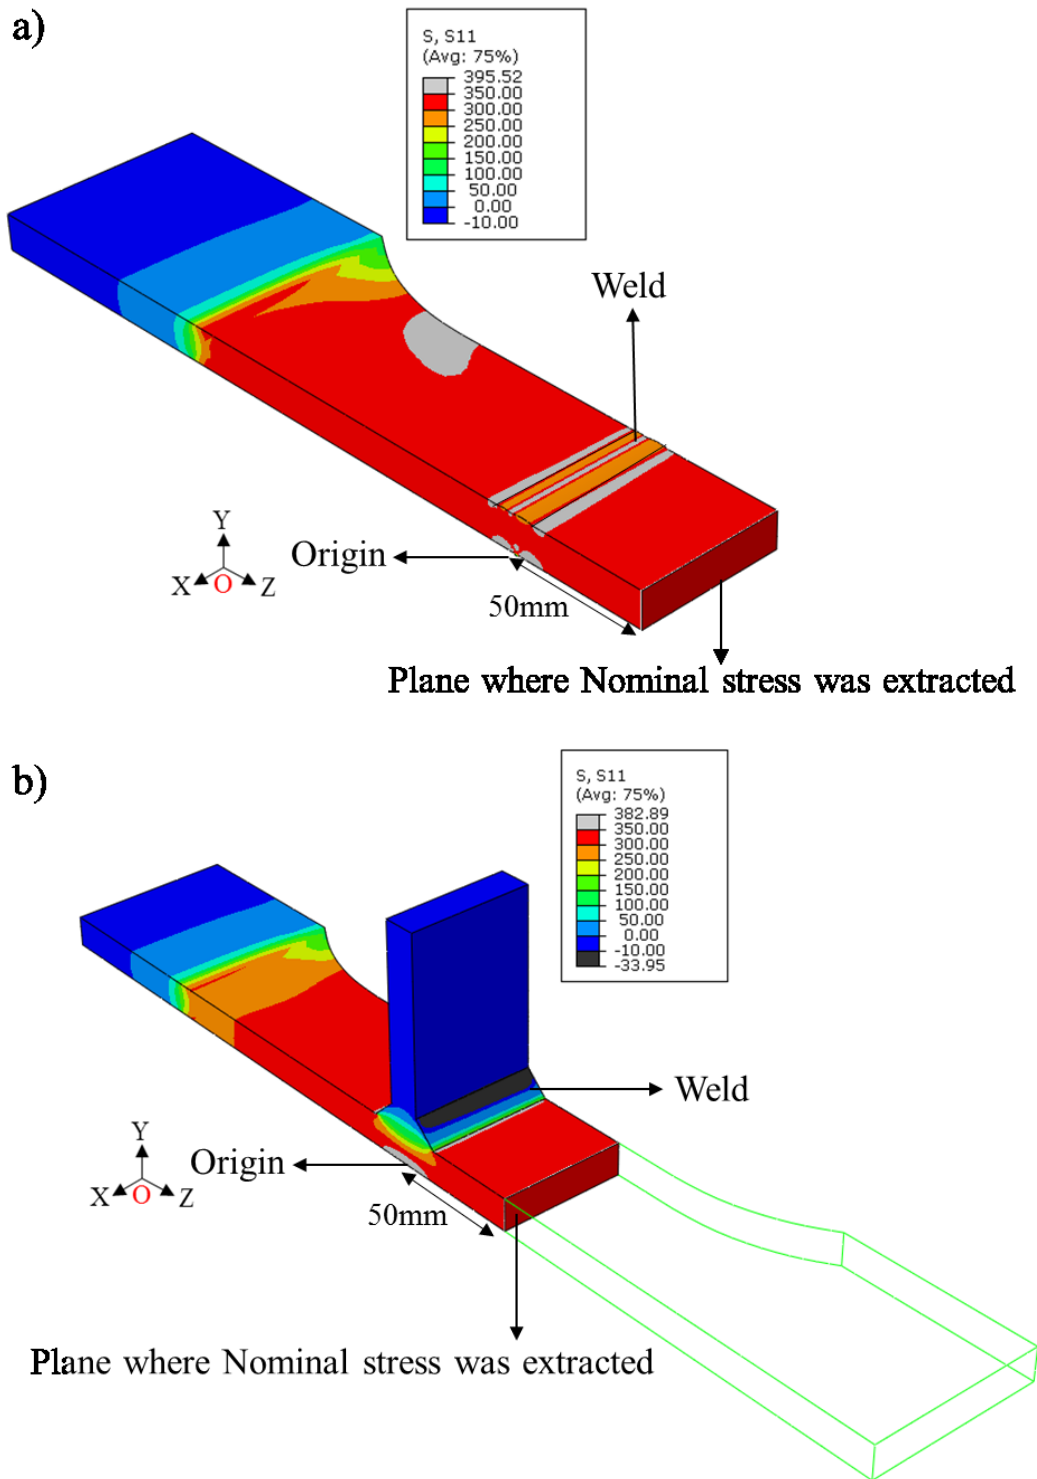 a)
S, S11
(Avg: 75%)
395.52
350.00
300.00
250.00
200.00
150.00
100.00
50.00
0.00
-10.00
Weld
Y
X O Z
Origin
50mm
Plane where Nominal stress was extracted
b)
S, S11
(Avg: 75%)
382.89
350.00
300.00
250.00
200.00
150.00
100.00
50.00
0.00
-10.00
-33.95
Weld
Y
X O Z
Origin
50mm
Plane where Nominal stress was extracted